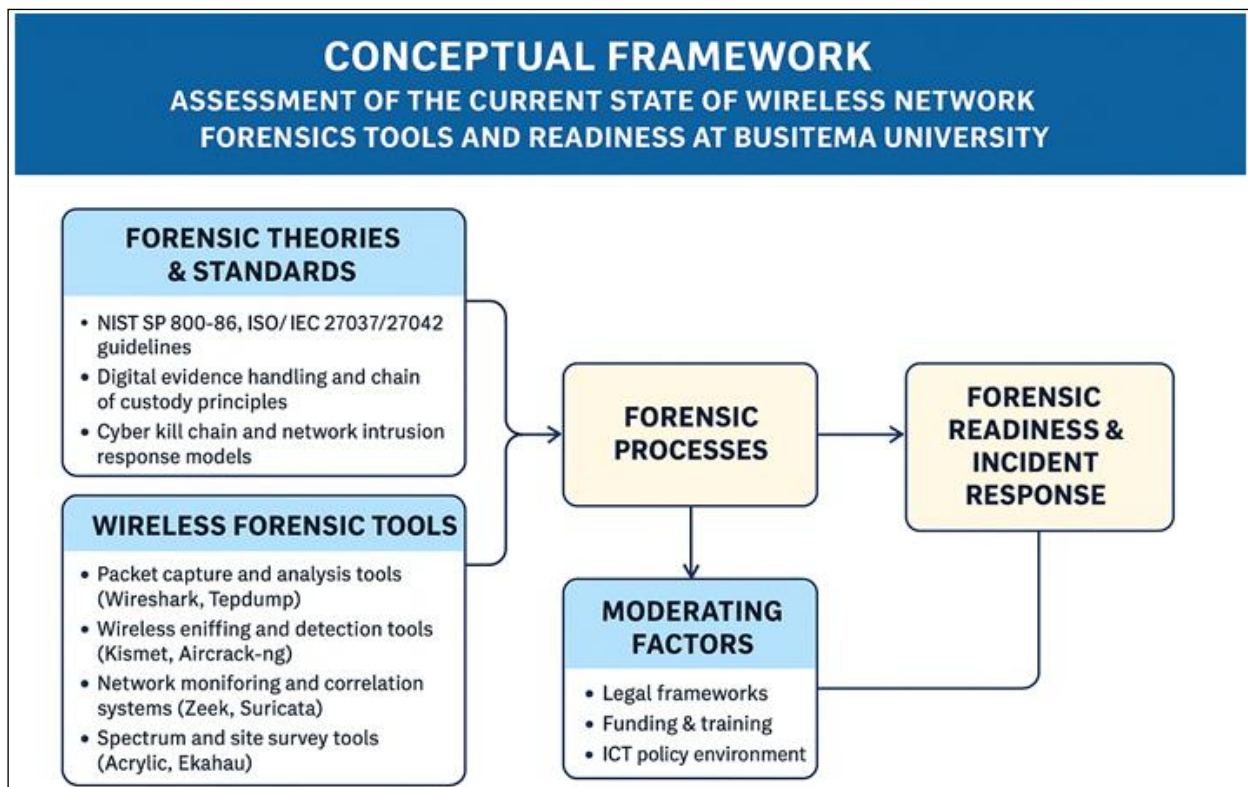 CONCEPTUAL FRAMEWORK
ASSESSMENT OF THE CURRENT STATE OF WIRELESS NETWORK
FORENSICS TOOLS AND READINESS AT BUSITEMA UNIVERSITY
FORENSIC THEORIES
& STANDARDS
• NIST SP 800-86, ISO/ IEC 27037/27042
guidelines
• Digital evidence handling and chain
of custody principles
• Cyber kill chain and network intrusion
response models
WIRELESS FORENSIC TOOLS
• Packet capture and analysis tools
(Wireshark, Tepdump)
• Wireless eniffing and detection tools
(Kismet, Aircrack-ng)
• Network moniforing and correlation
systems (Zeek, Suricata)
• Spectrum and site survey tools
(Acrylic, Ekahau)
FORENSIC
PROCESSES
FORENSIC
READINESS &
INCIDENT
RESPONSE
MODERATING
FACTORS
• Legal frameworks
• Funding & training
• ICT policy environment